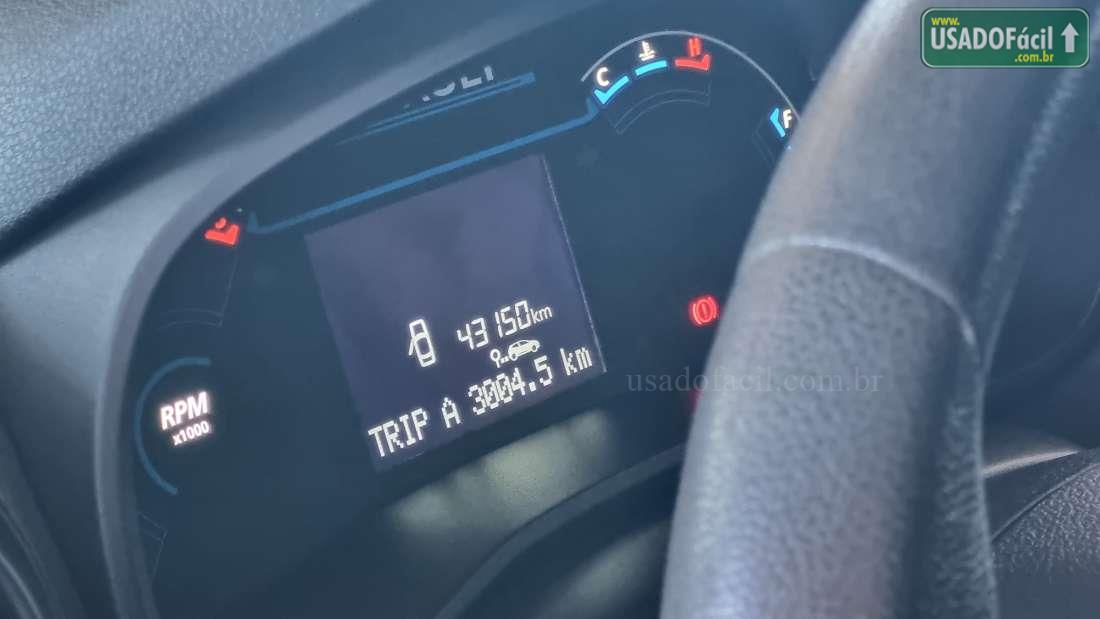 www.
USADOFácil
.com.br
C
H
F
43150km
TRIP A 3004.5 km
RPM
x1000
usadofacil.com.br